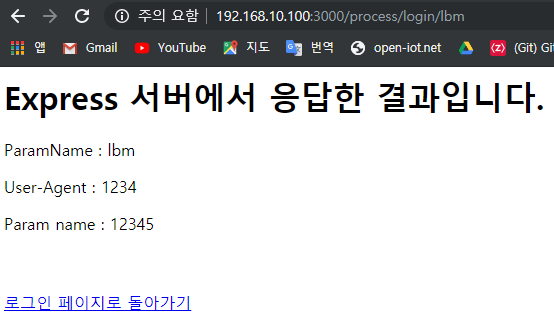 주의 요함 192.168.10.100:3000/process/login/lbm
앱 Gmail YouTube 지도 번역 open-iot.net (Git) Git
Express 서버에서 응답한 결과입니다.
ParamName : lbm
User-Agent : 1234
Param name : 12345
로그인 페이지로 돌아가기